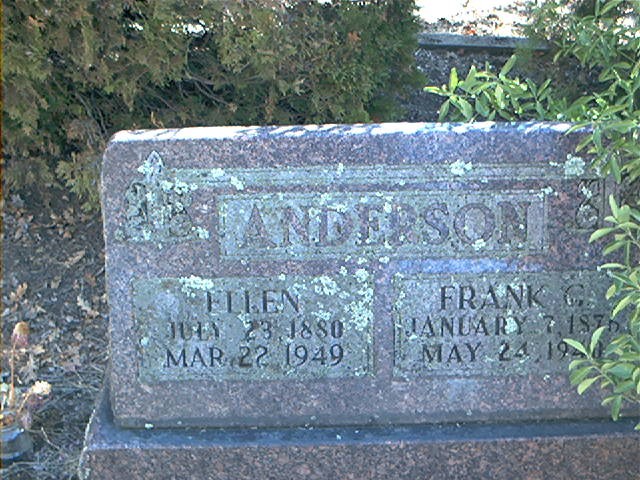 ANDERSON
ELLEN
JULY 23, 1880
MAR. 22 1949
FRANK G.
JANUARY 7, 1876
MAY 24,